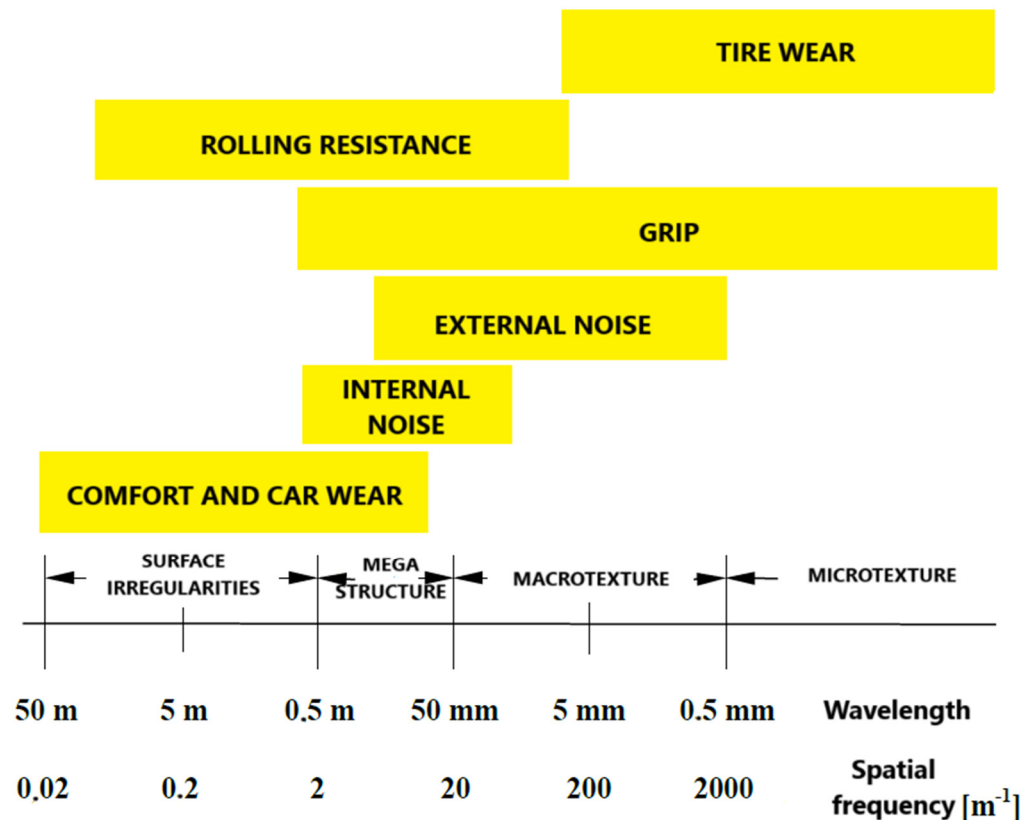 TIRE WEAR
ROLLING RESISTANCE
GRIP
EXTERNAL NOISE
INTERNAL
NOISE
COMFORT AND CAR WEAR
SURFACE
IRREGULARITIES
MEGA
STRUCTURE
MACROTEXTURE
MICROTEXTURE
50 m 5 m 0.5 m 50 mm 5 mm 0.5 mm Wavelength
0.02 0.2 2 20 200 2000 Spatial
frequency [m⁻¹]